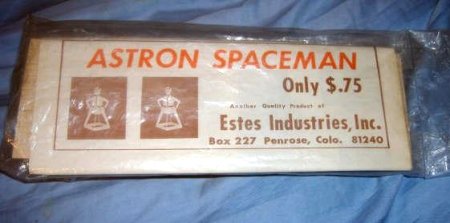 ASTRON SPACEMAN
Only $.75
Another Quality Product of
Estes Industries, Inc.
Box 227 Penrose, Colo. 81240